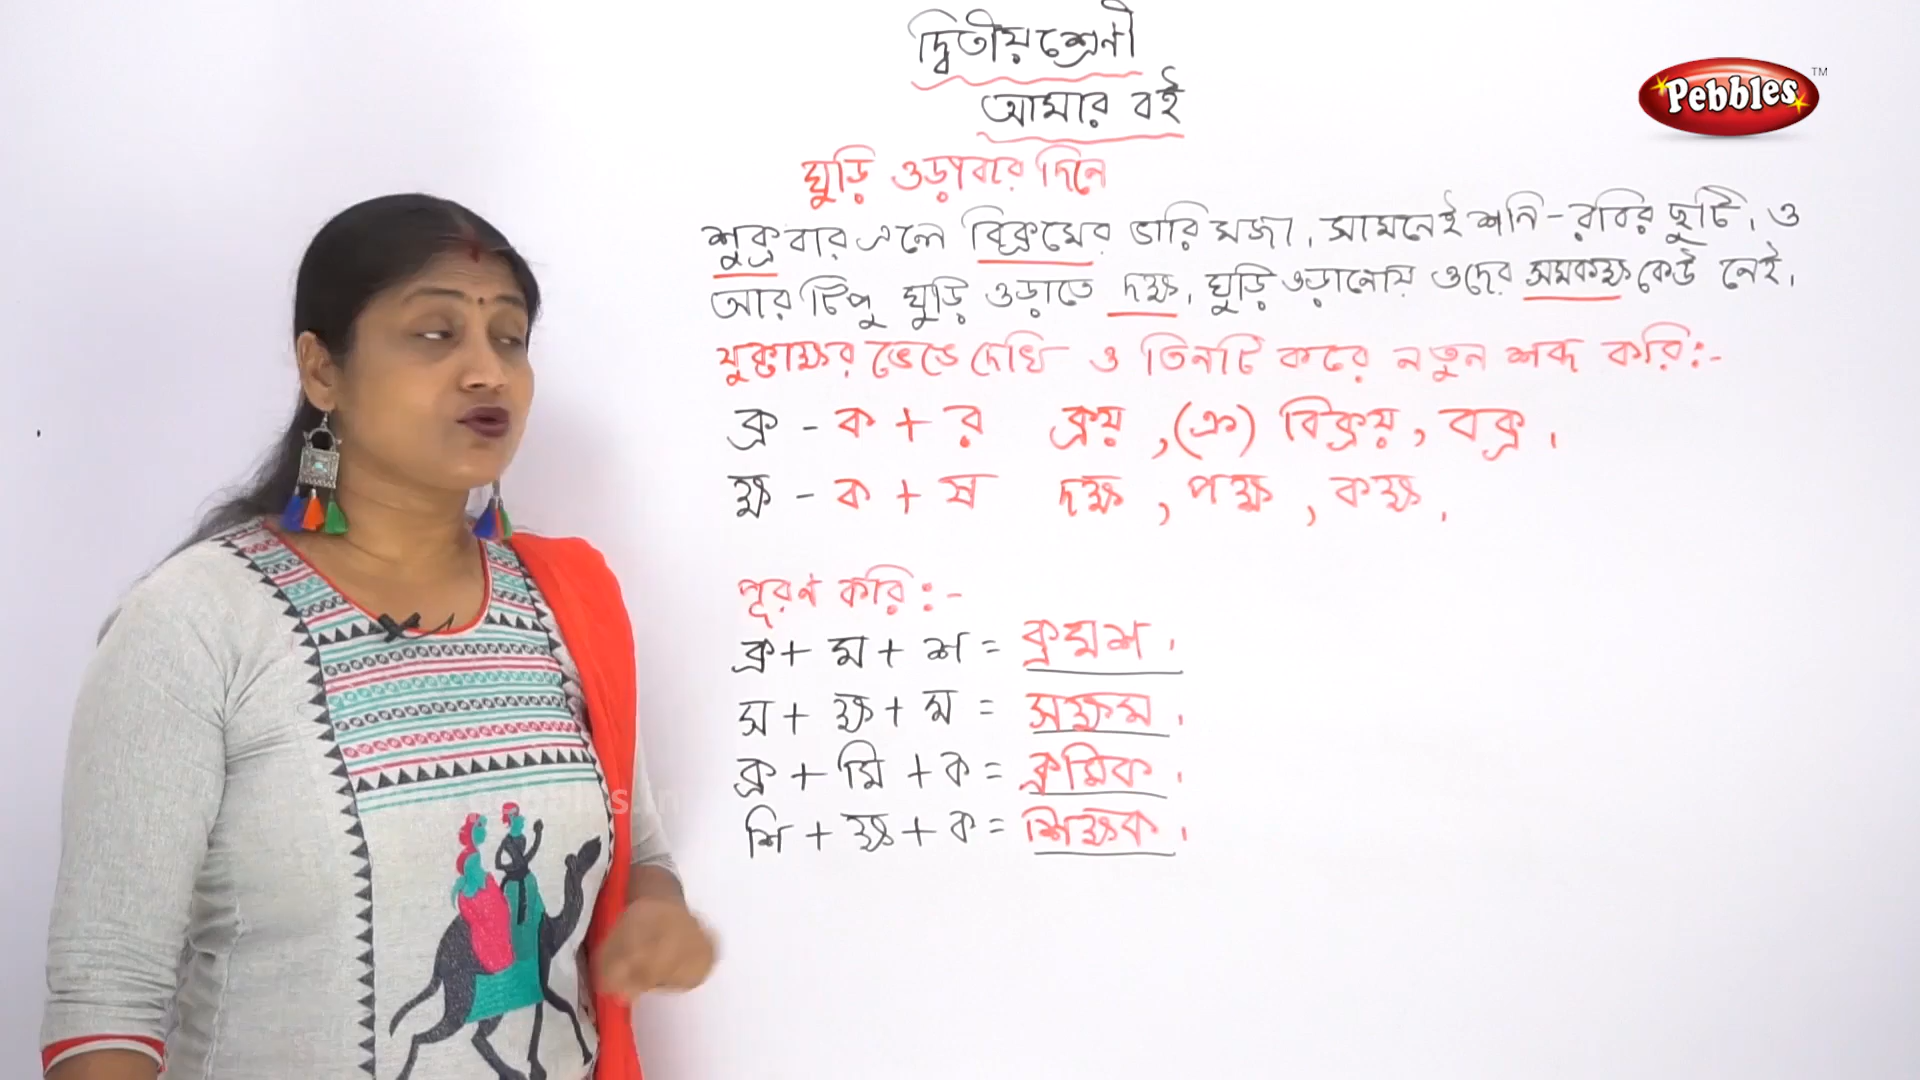 দ্বিতীয় শ্রেণী
Pebbles TM
আমার বই
ঘুড়ি ওড়াবার দিনে
শুক্রবার এলে বিক্রমের ভারি মজা। সামনেই শনি-রবির ছুটি। ও
আর টিপু ঘুড়ি ওড়াতে দক্ষ। ঘুড়ি ওড়ানোয় ওদের সমকক্ষ কেউ নেই।
যুক্তাক্ষর ভেঙে দেখি ও তিনটি করে নতুন শব্দ করি:-
ক্র - ক + র ক্রয়, (ক্র) বিক্রয়, বক্র।
ক্ষ - ক + ষ দক্ষ, পক্ষ, কক্ষ।
পূরণ করি:-
ক্র + ম + শ = ক্রমশ।
স + ক্ষ + ম = সক্ষম।
ক্র + মি + ক = ক্রমিক।
শি + ক্ষ + ক = শিক্ষক।